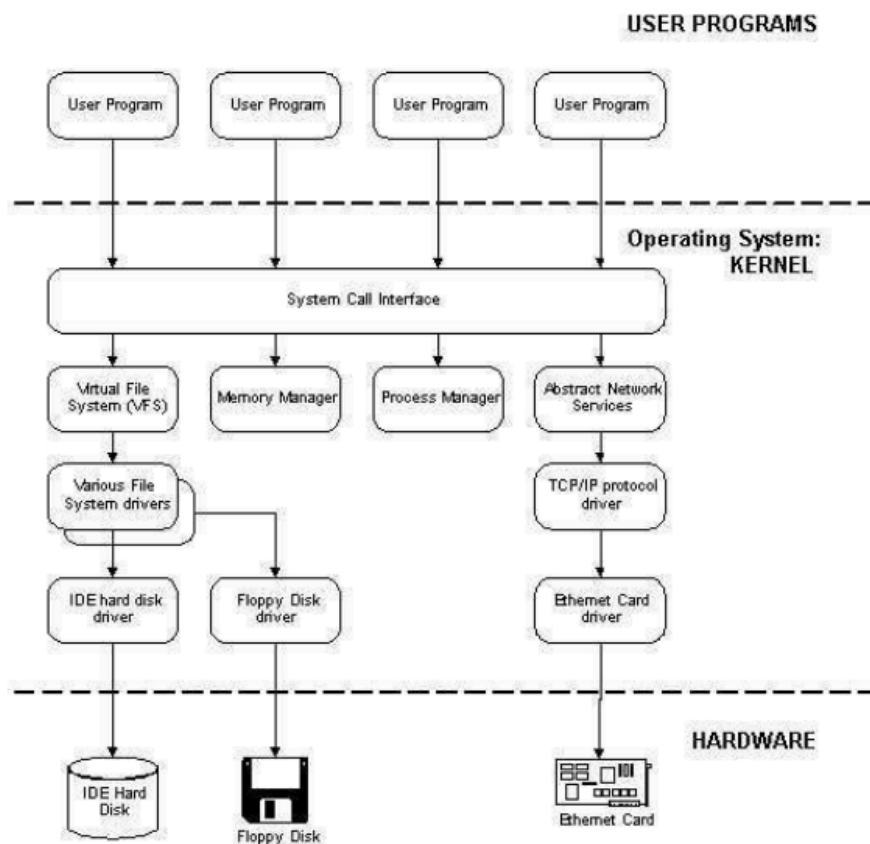 USER PROGRAMS
User Program
User Program
User Program
User Program
Operating System:
KERNEL
System Call Interface
Virtual File
System (VFS)
Memory Manager
Process Manager
Abstract Network
Services
Various File
System drivers
TCP/IP protocol
driver
IDE hard disk
driver
Floppy Disk
driver
Ethernet Card
driver
HARDWARE
IDE Hard
Disk
Floppy Disk
Ethernet Card